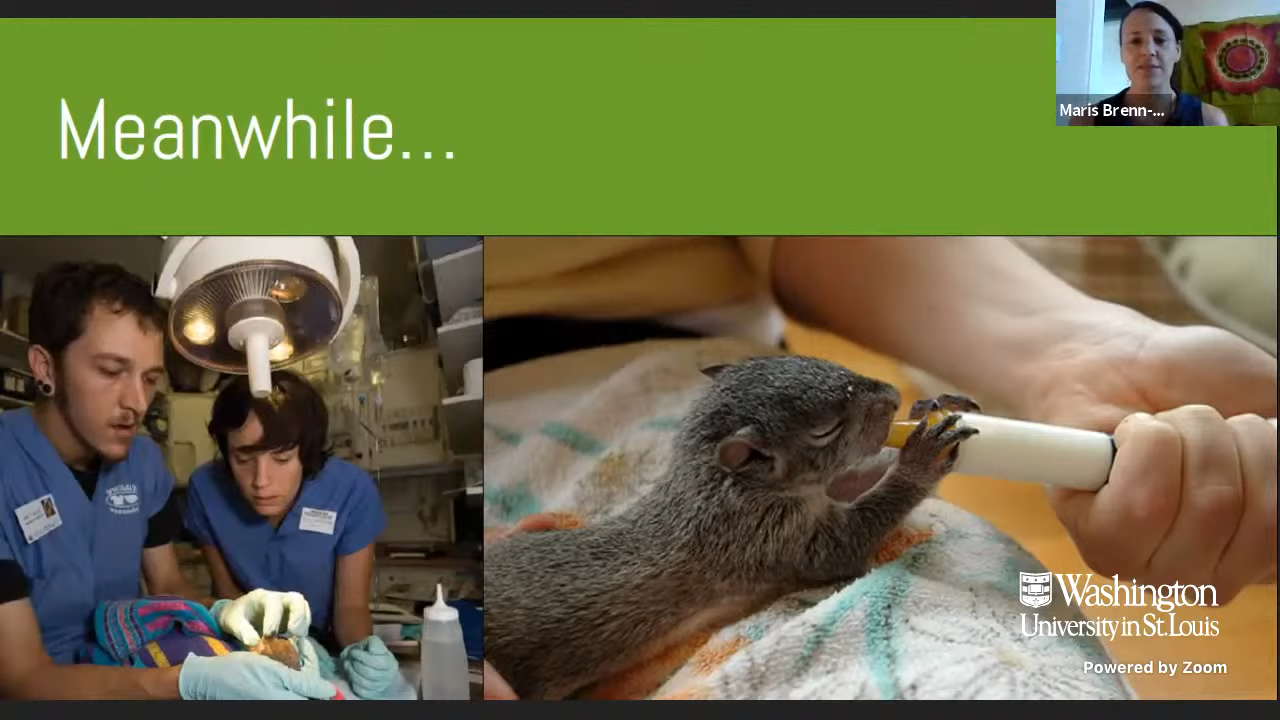 Meanwhile...
Maris Brenn-...
Washington
University in St. Louis
Powered by Zoom